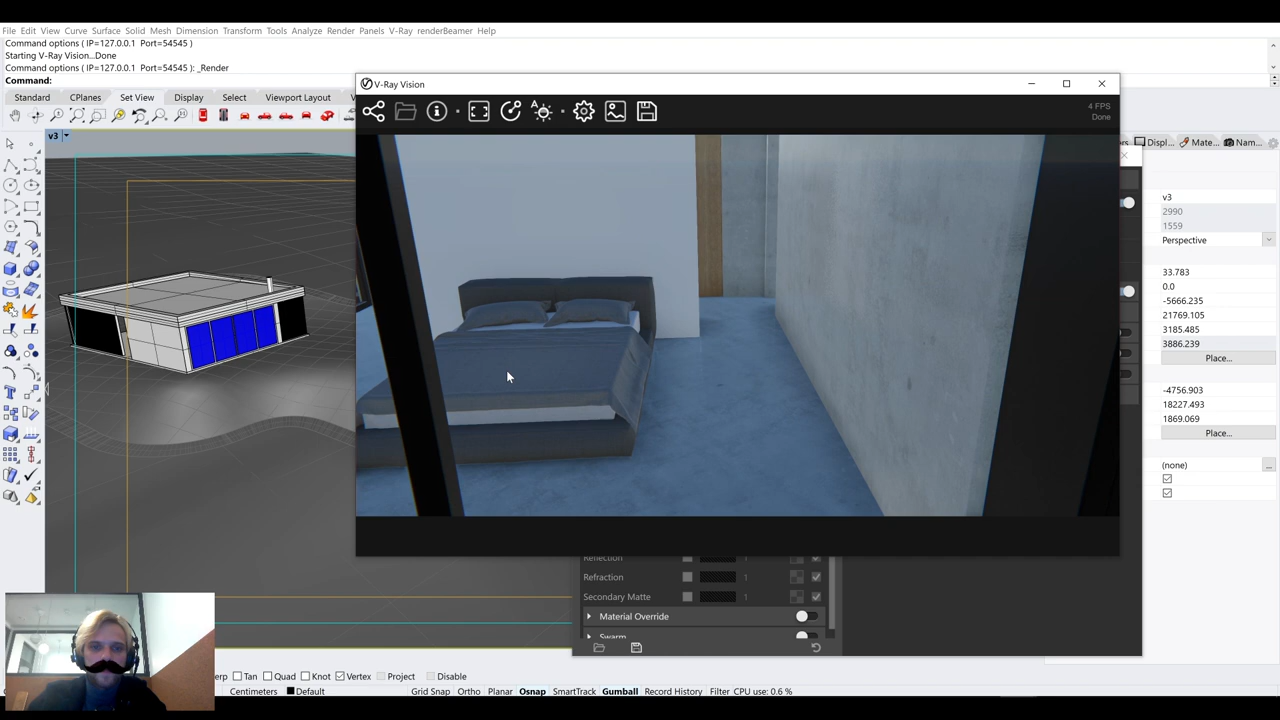 File Edit View Curve Surface Solid Mesh Dimension Transform Tools Analyze Render Panels V-Ray renderBeamer Help
Command options ( IP=127.0.0.1 Port=54545 )
Starting V-Ray Vision...Done
Command options ( IP=127.0.0.1 Port=54545 ): _Render
Command:
Standard CPlanes Set View Display Select Viewport Layout
V-Ray Vision
4 FPS
Done
v3
Displ... Mate... Nam...
v3
2990
1559
Perspective
33.783
0.0
-5666.235
21769.105
3185.485
3886.239
Place...
-4756.903
18227.493
1869.069
Place...
(none)
...
Reflection 1
Refraction 1
Secondary Matte 1
Material Override
Swarm
Tan Quad Knot Vertex Project Disable
Centimeters Default Grid Snap Ortho Planar Osnap SmartTrack Gumball Record History Filter CPU use: 0.6 %